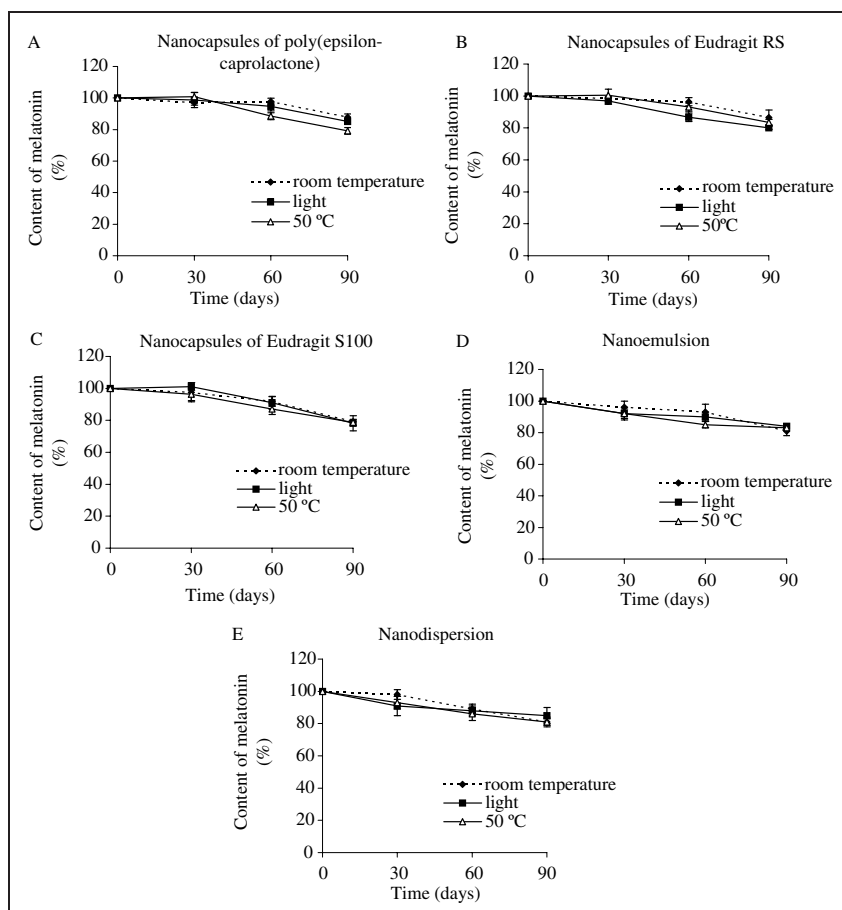 A
Nanocapsules of poly(epsilon-
caprolactone)
120
100
80
60
40
20
0
Content of melatonin
(%)
room temperature
light
50 ºC
0 30 60 90
Time (days)
B
Nanocapsules of Eudragit RS
120
100
80
60
40
20
0
Content of melatonin
(%)
room temperature
light
50ºC
0 30 60 90
Time (days)
C
Nanocapsules of Eudragit S100
120
100
80
60
40
20
0
Content of melatonin
(%)
room temperature
light
50 ºC
0 30 60 90
Time (days)
D
Nanoemulsion
120
100
80
60
40
20
0
Content of melatonin
(%)
room temperature
light
50 ºC
0 30 60 90
Time (days)
E
Nanodispersion
120
100
80
60
40
20
0
Content of melatonin
(%)
room temperature
light
50 ºC
0 30 60 90
Time (days)